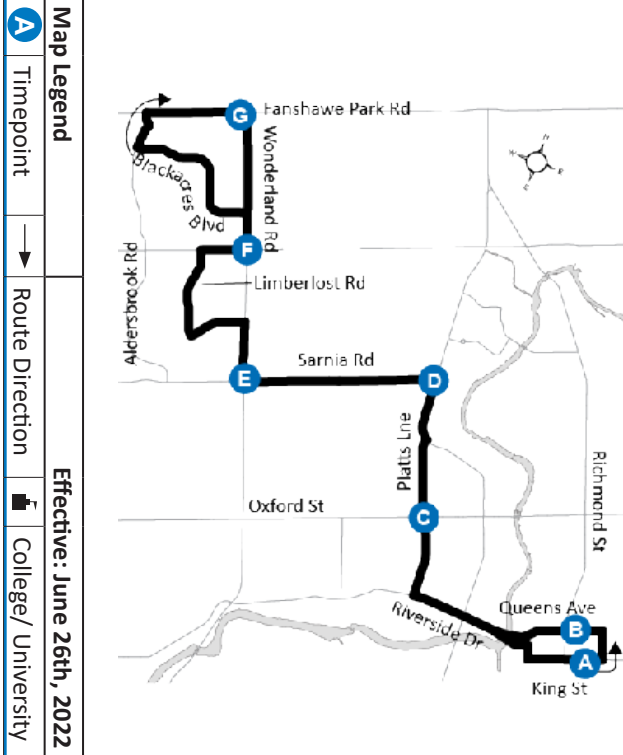 Fanshawe Park Rd
G
Wonderland Rd
Blackacres Blvd
F
Limberlost Rd
Aldersbrook Rd
Sarnia Rd
E
D
Platts Lne
Richmond St
Oxford St
C
Riverside Dr
Queens Ave
B
A
King St
Map Legend
Effective: June 26th, 2022
A Timepoint
Route Direction
College/ University